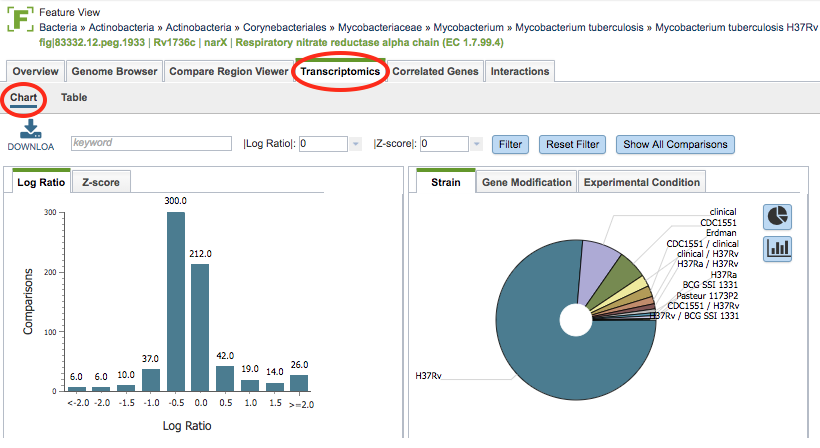 Feature View
Bacteria » Actinobacteria » Actinobacteria » Corynebacteriales » Mycobacteriaceae » Mycobacterium » Mycobacterium tuberculosis » Mycobacterium tuberculosis H37Rv
fig|83332.12.peg.1933 | Rv1736c | narX | Respiratory nitrate reductase alpha chain (EC 1.7.99.4)
Overview Genome Browser Compare Region Viewer Transcriptomics Correlated Genes Interactions
Chart Table
DOWNLOA
keyword |Log Ratio|: 0 |Z-score|: 0 Filter Reset Filter Show All Comparisons
Log Ratio Z-score
300.0
300
212.0
200
Comparisons
100
6.0 6.0 10.0 37.0 42.0 19.0 14.0 26.0
0
<-2.0 -2.0 -1.5 -1.0 -0.5 0.0 0.5 1.0 1.5 >=2.0
Log Ratio
Strain Gene Modification Experimental Condition
clinical
CDC1551
Erdman
CDC1551 / clinical
clinical / H37Rv
H37Ra / H37Rv
H37Ra
BCG SSI 1331
Pasteur 1173P2
CDC1551 / H37Rv
H37Rv / BCG SSI 1331
H37Rv